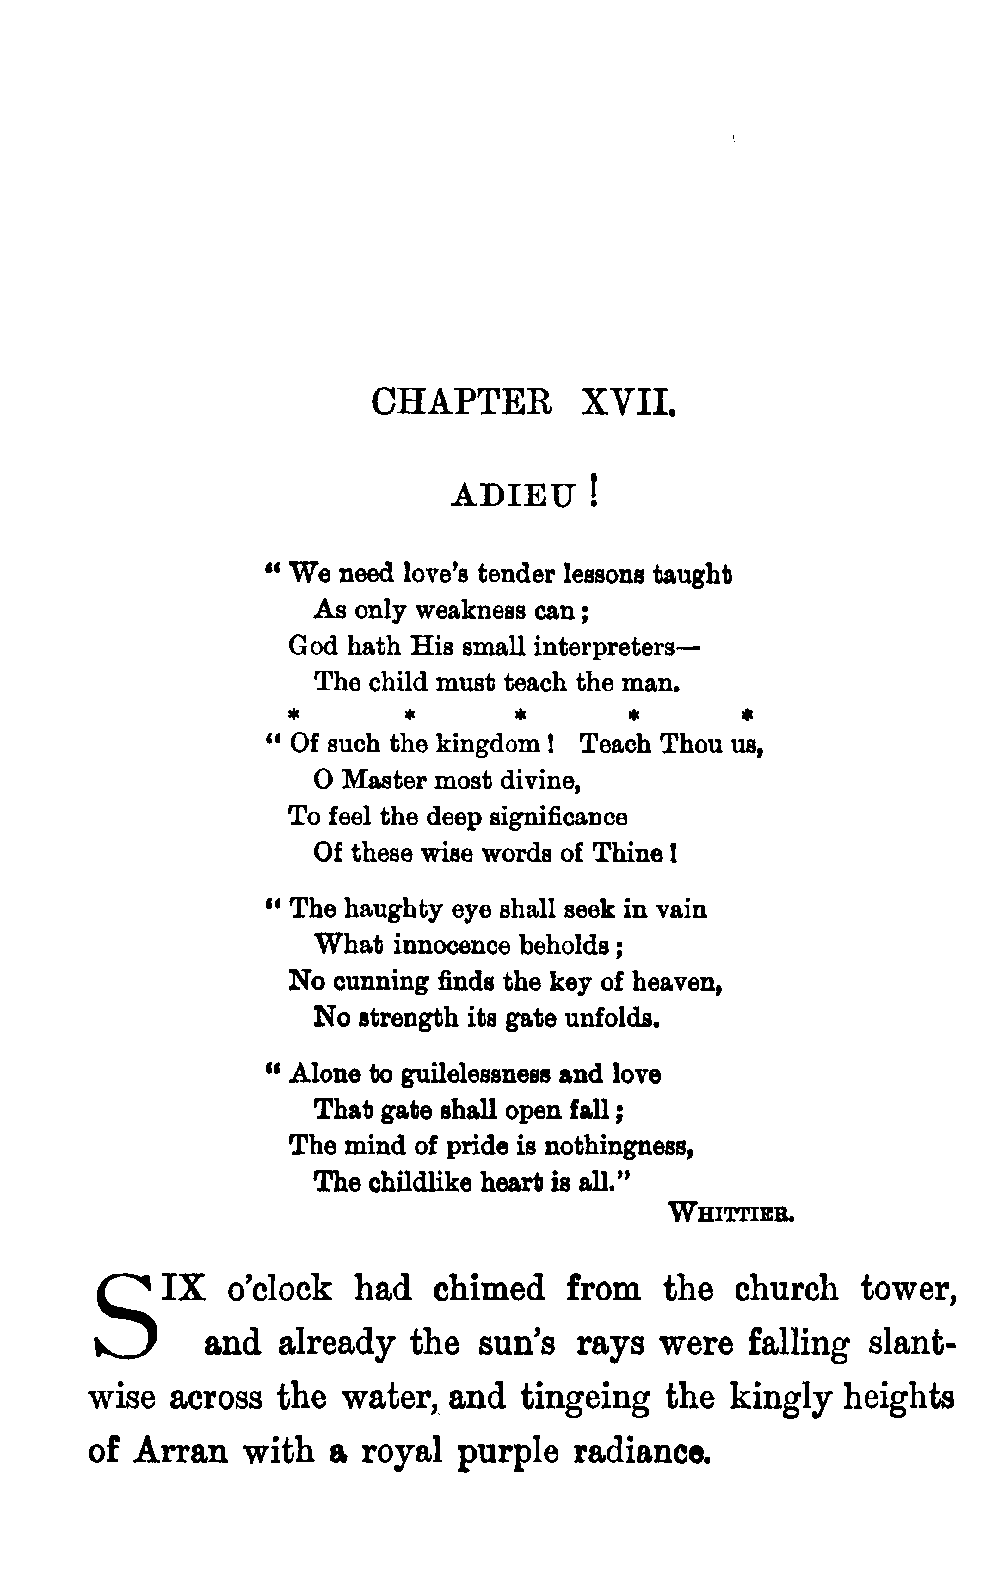 CHAPTER XVII.
ADIEU!
“ We need love's tender lessons taught
As only weakness can;
God hath His small interpreters—
The child must teach the man.
* * * * *
“ Of such the kingdom! Teach Thou us,
O Master most divine,
To feel the deep significance
Of these wise words of Thine!
“ The haughty eye shall seek in vain
What innocence beholds;
No cunning finds the key of heaven,
No strength its gate unfolds.
“ Alone to guilelessness and love
That gate shall open fall;
The mind of pride is nothingness,
The childlike heart is all.”
WHITTIER.
SIX o'clock had chimed from the church tower,
and already the sun's rays were falling slant-
wise across the water, and tingeing the kingly heights
of Arran with a royal purple radiance.